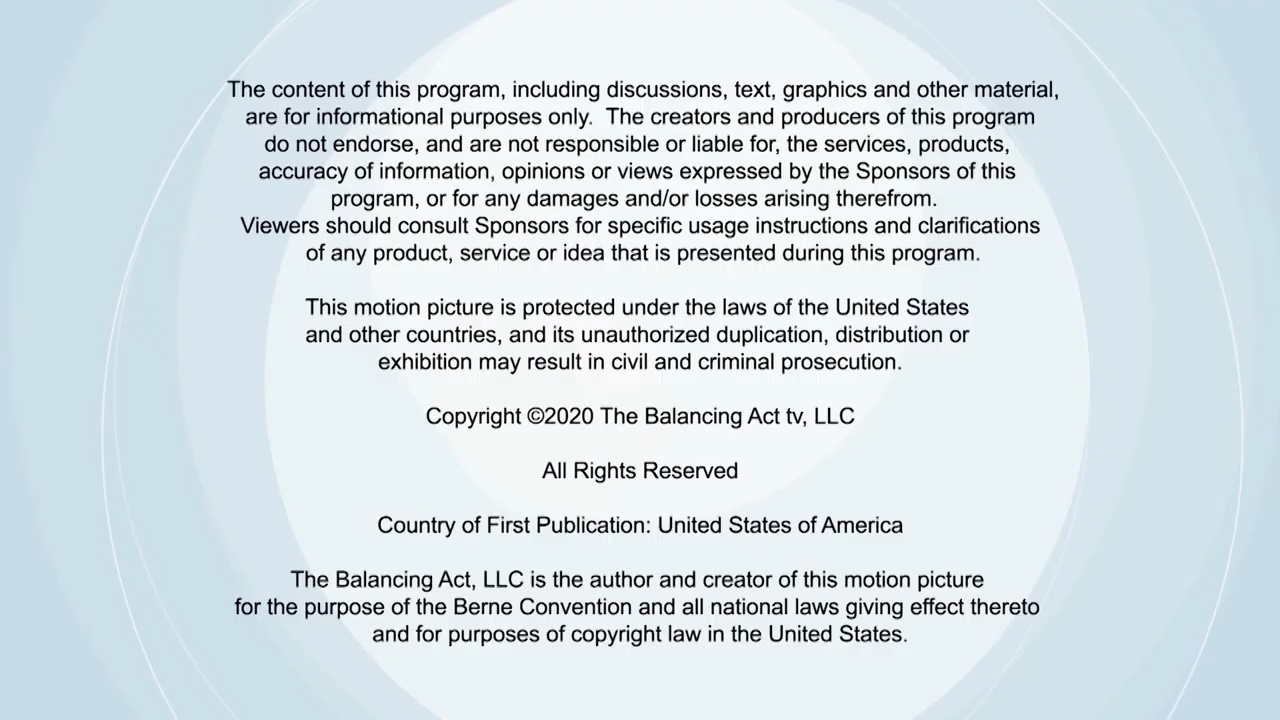 The content of this program, including discussions, text, graphics and other material,
are for informational purposes only.  The creators and producers of this program
do not endorse, and are not responsible or liable for, the services, products,
accuracy of information, opinions or views expressed by the Sponsors of this
program, or for any damages and/or losses arising therefrom.
Viewers should consult Sponsors for specific usage instructions and clarifications
of any product, service or idea that is presented during this program.
This motion picture is protected under the laws of the United States
and other countries, and its unauthorized duplication, distribution or
exhibition may result in civil and criminal prosecution.
Copyright ©2020 The Balancing Act tv, LLC
All Rights Reserved
Country of First Publication: United States of America
The Balancing Act, LLC is the author and creator of this motion picture
for the purpose of the Berne Convention and all national laws giving effect thereto
and for purposes of copyright law in the United States.